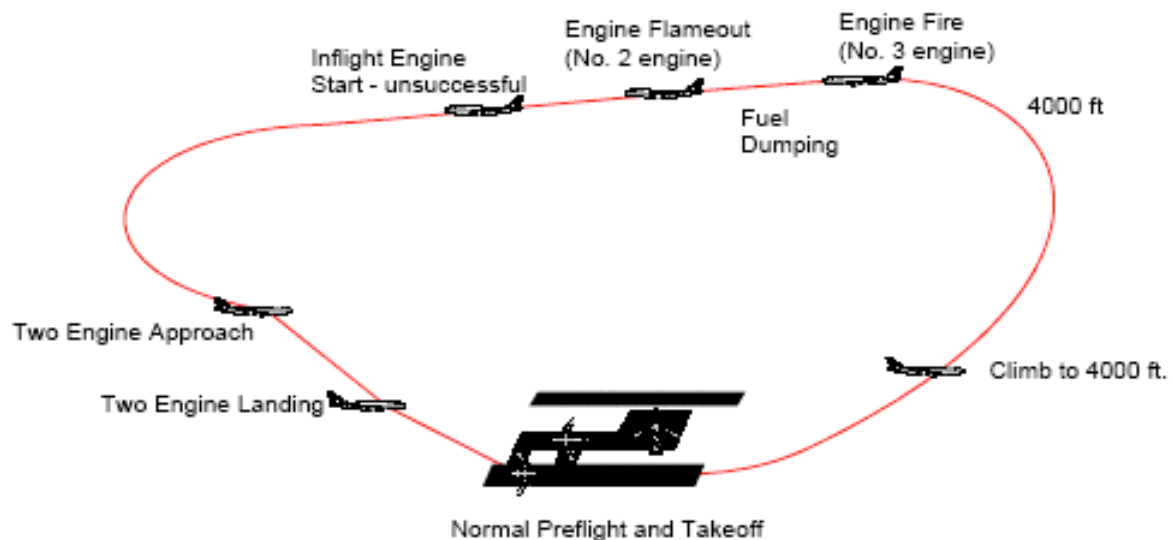 Engine Flameout
(No. 2 engine)
Engine Fire
(No. 3 engine)
Inflight Engine
Start - unsuccessful
4000 ft
Fuel
Dumping
Two Engine Approach
Climb to 4000 ft.
Two Engine Landing
Normal Preflight and Takeoff